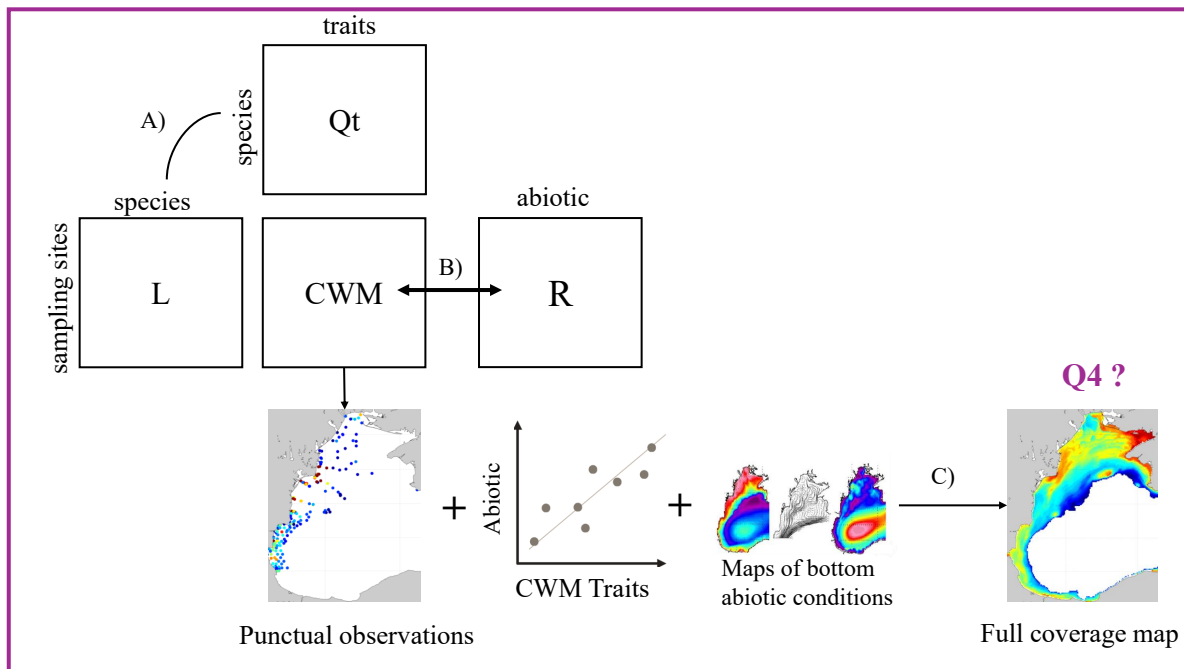 traits
species
Qt
A)
species
abiotic
sampling sites
L
CWM
B)
R
Q4 ?
Abiotic
CWM Traits
+
+
C)
Maps of bottom
abiotic conditions
Punctual observations
Full coverage map